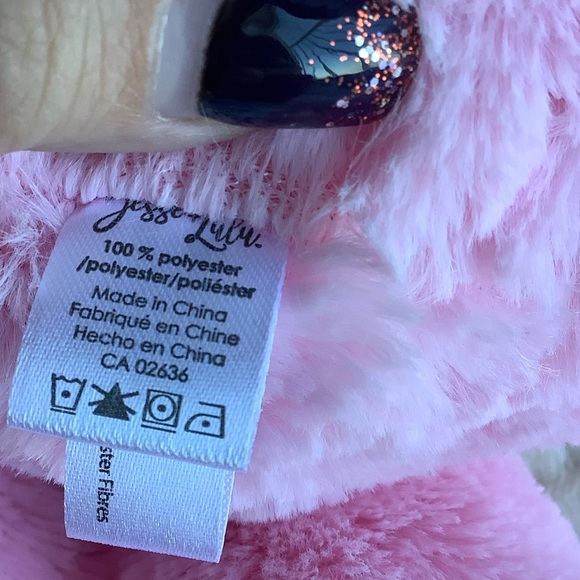 Jesse + Lulu.
100 % polyester
/polyester/poliéster
Made in China
Fabriqué en Chine
Hecho en China
CA 02636
ster Fibres